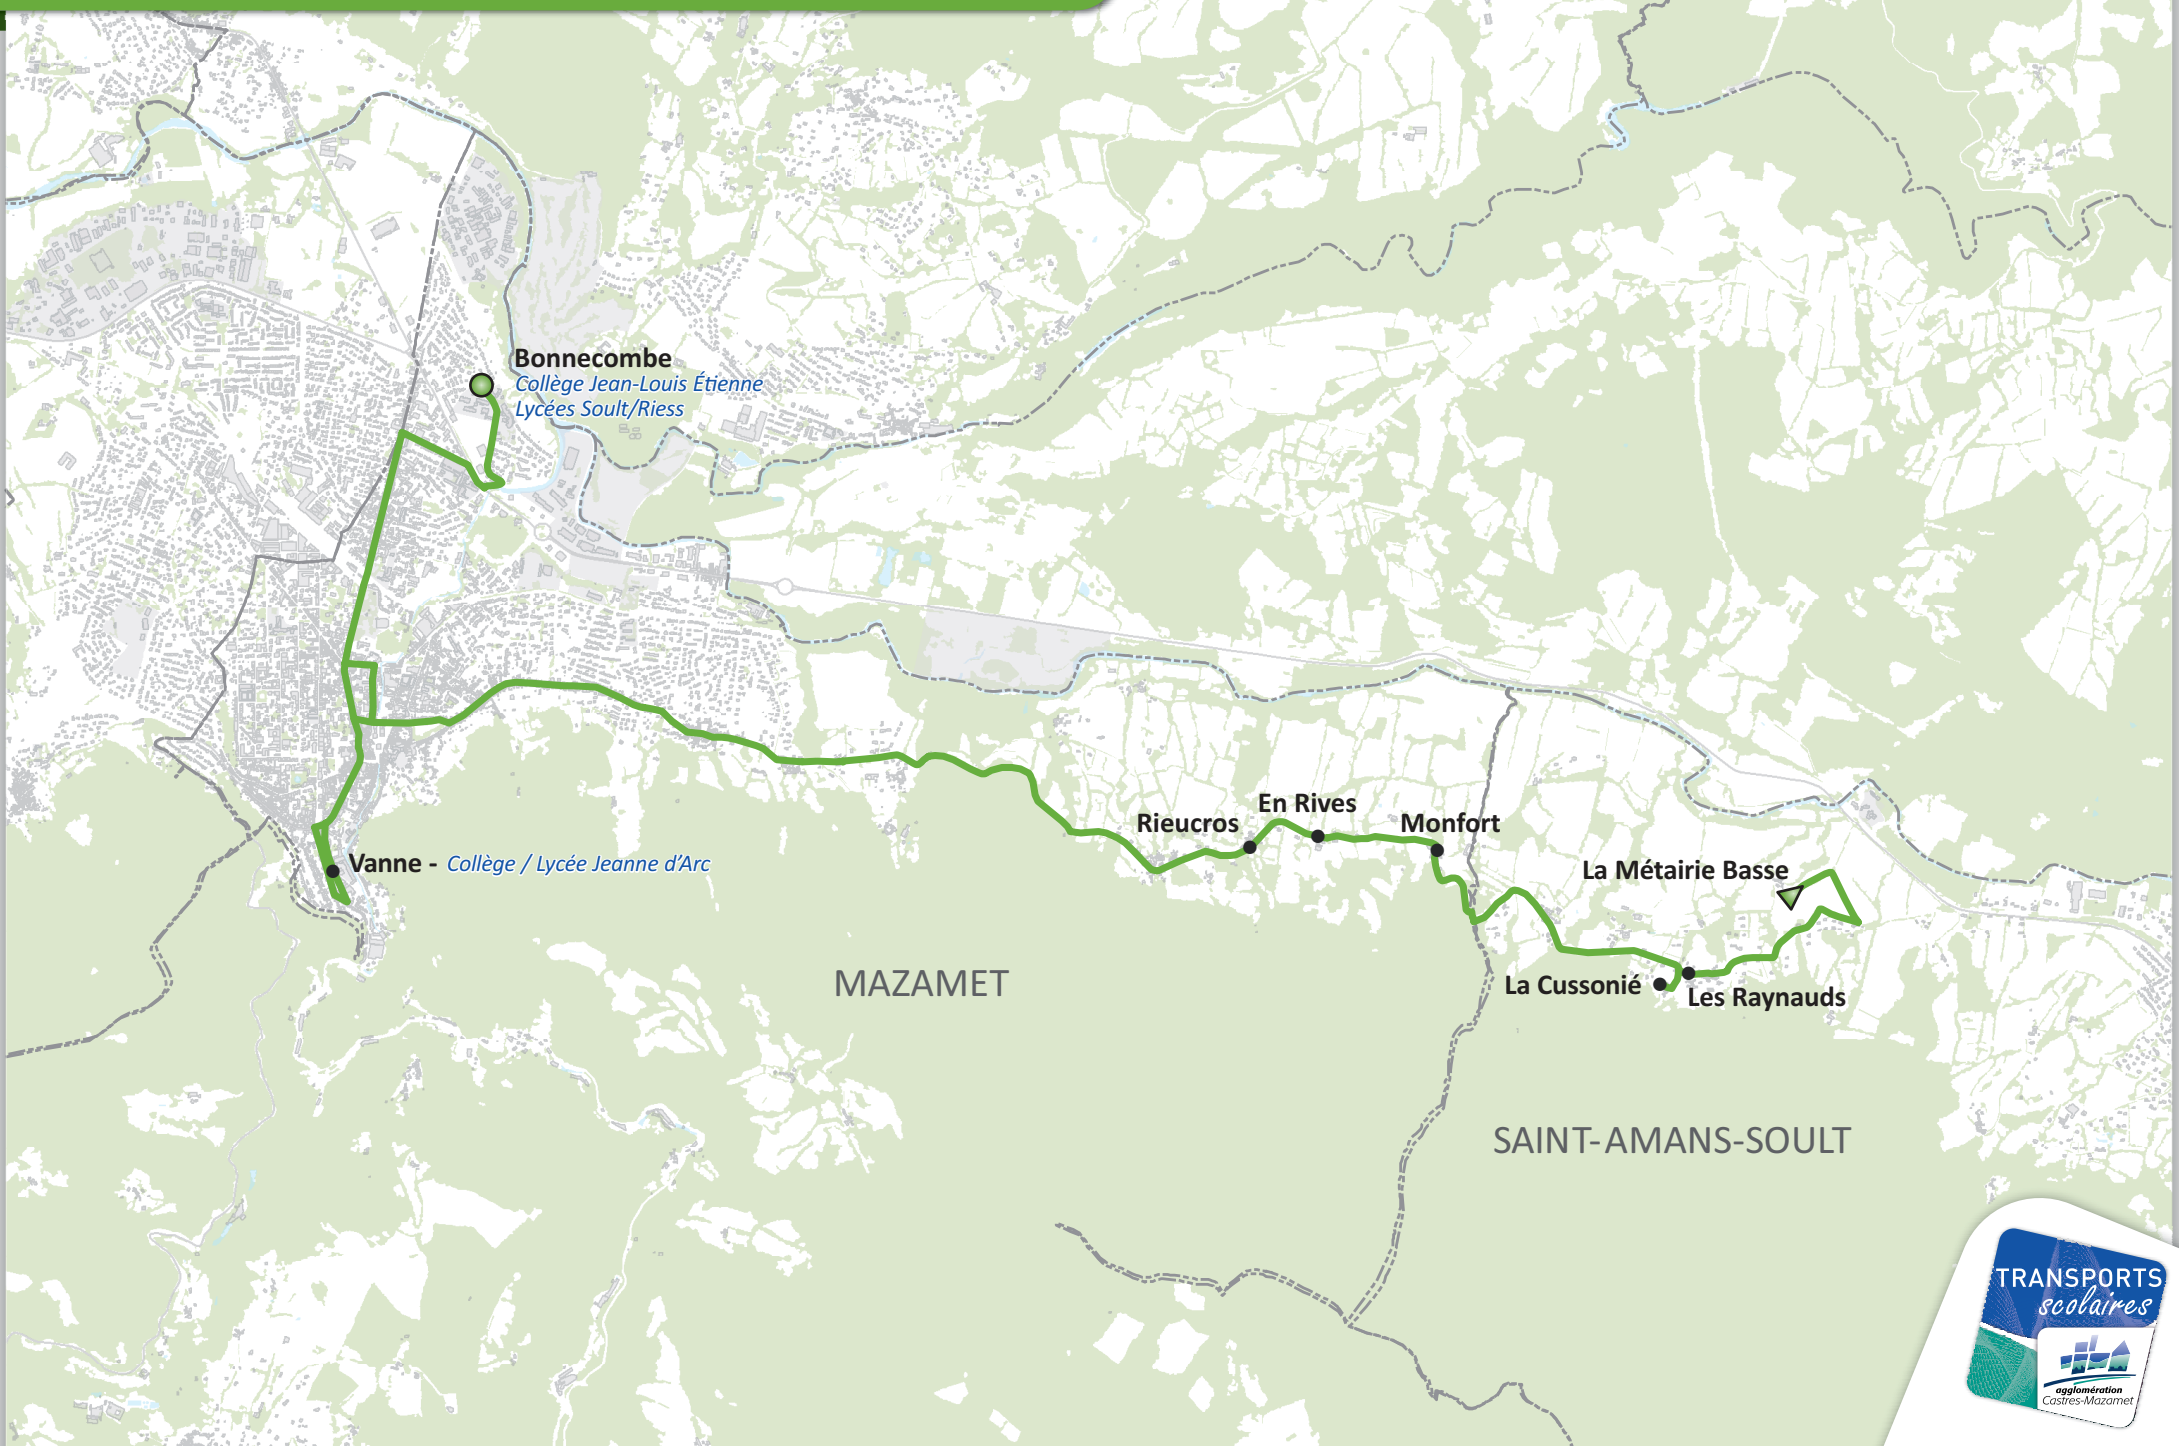 Bonnecombe
Collège Jean-Louis Étienne
Lycées Soult/Riess
En Rives
Rieucros
Monfort
Vanne - Collège / Lycée Jeanne d'Arc
La Métairie Basse
MAZAMET
La Cussonié
Les Raynauds
SAINT-AMANS-SOULT
TRANSPORTS
scolaires
agglomération
Castres-Mazamet